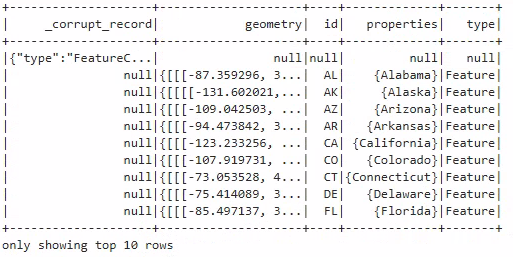 +--------------------+--------------------+----+-------------+-------+
|     _corrupt_record|            geometry|  id|   properties|   type|
+--------------------+--------------------+----+-------------+-------+
|{"type":"FeatureC...|                null|null|         null|   null|
|                null|{[[[-87.359296, 3...|  AL|    {Alabama}|Feature|
|                null|{[[[[-131.602021,...|  AK|     {Alaska}|Feature|
|                null|{[[[-109.042503, ...|  AZ|    {Arizona}|Feature|
|                null|{[[[-94.473842, 3...|  AR|   {Arkansas}|Feature|
|                null|{[[[-123.233256, ...|  CA| {California}|Feature|
|                null|{[[[-107.919731, ...|  CO|   {Colorado}|Feature|
|                null|{[[[-73.053528, 4...|  CT|{Connecticut}|Feature|
|                null|{[[[-75.414089, 3...|  DE|   {Delaware}|Feature|
|                null|{[[[-85.497137, 3...|  FL|    {Florida}|Feature|
+--------------------+--------------------+----+-------------+-------+
only showing top 10 rows